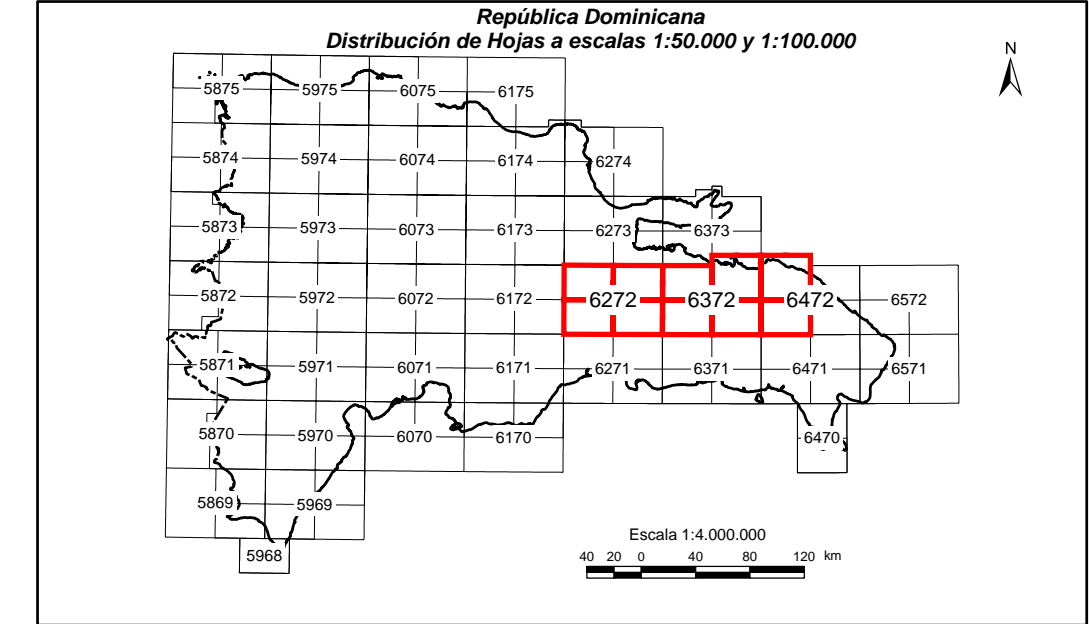 República Dominicana
Distribución de Hojas a escalas 1:50.000 y 1:100.000
N
5875 5975 6075 6175
5874 5974 6074 6174 6274
5873 5973 6073 6173 6273 6373
5872 5972 6072 6172 6272 6372 6472 6572
5871 5971 6071 6171 6271 6371 6471 6571
5870 5970 6070 6170 6470
5869 5969
5968
Escala 1:4.000.000
40 20 0 40 80 120 km